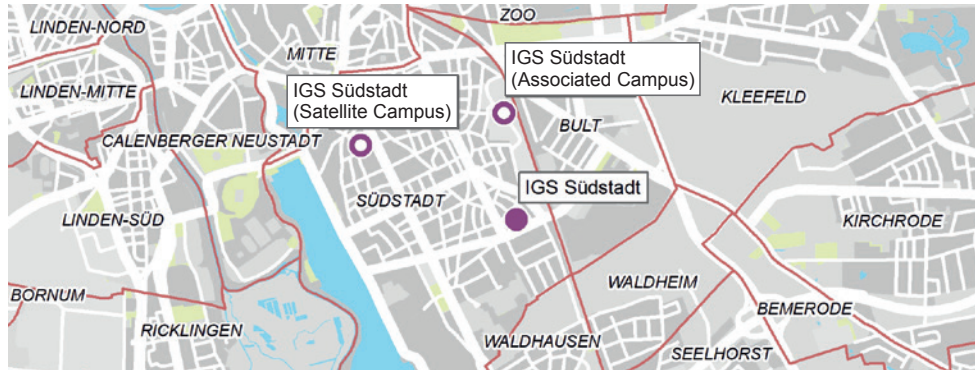 ZOO
LINDEN-NORD
MITTE
IGS Südstadt
(Associated Campus)
IGS Südstadt
(Satellite Campus)
LINDEN-MITTE
KLEEFELD
BULT
CALENBERGER NEUSTADT
IGS Südstadt
SÜDSTADT
LINDEN-SÜD
KIRCHRODE
WALDHEIM
BORNUM
BEMERODE
RICKLINGEN
WALDHAUSEN
SEELHORST